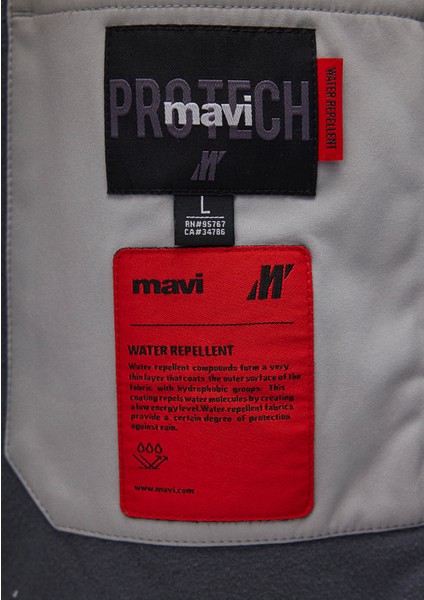 PRO TECH
mavi
M
WATER REPELLENT
L
RN#95767
CA#34786
mavi M
WATER REPELLENT
Water repellent compounds form a very
thin layer that coats the outer surface of the
fabric with hydrophobic groups. This
coating repels water molecules by creating
a low energy level.Water repellent fabrics
provide a certain degree of protection
against rain.
www.mavi.com